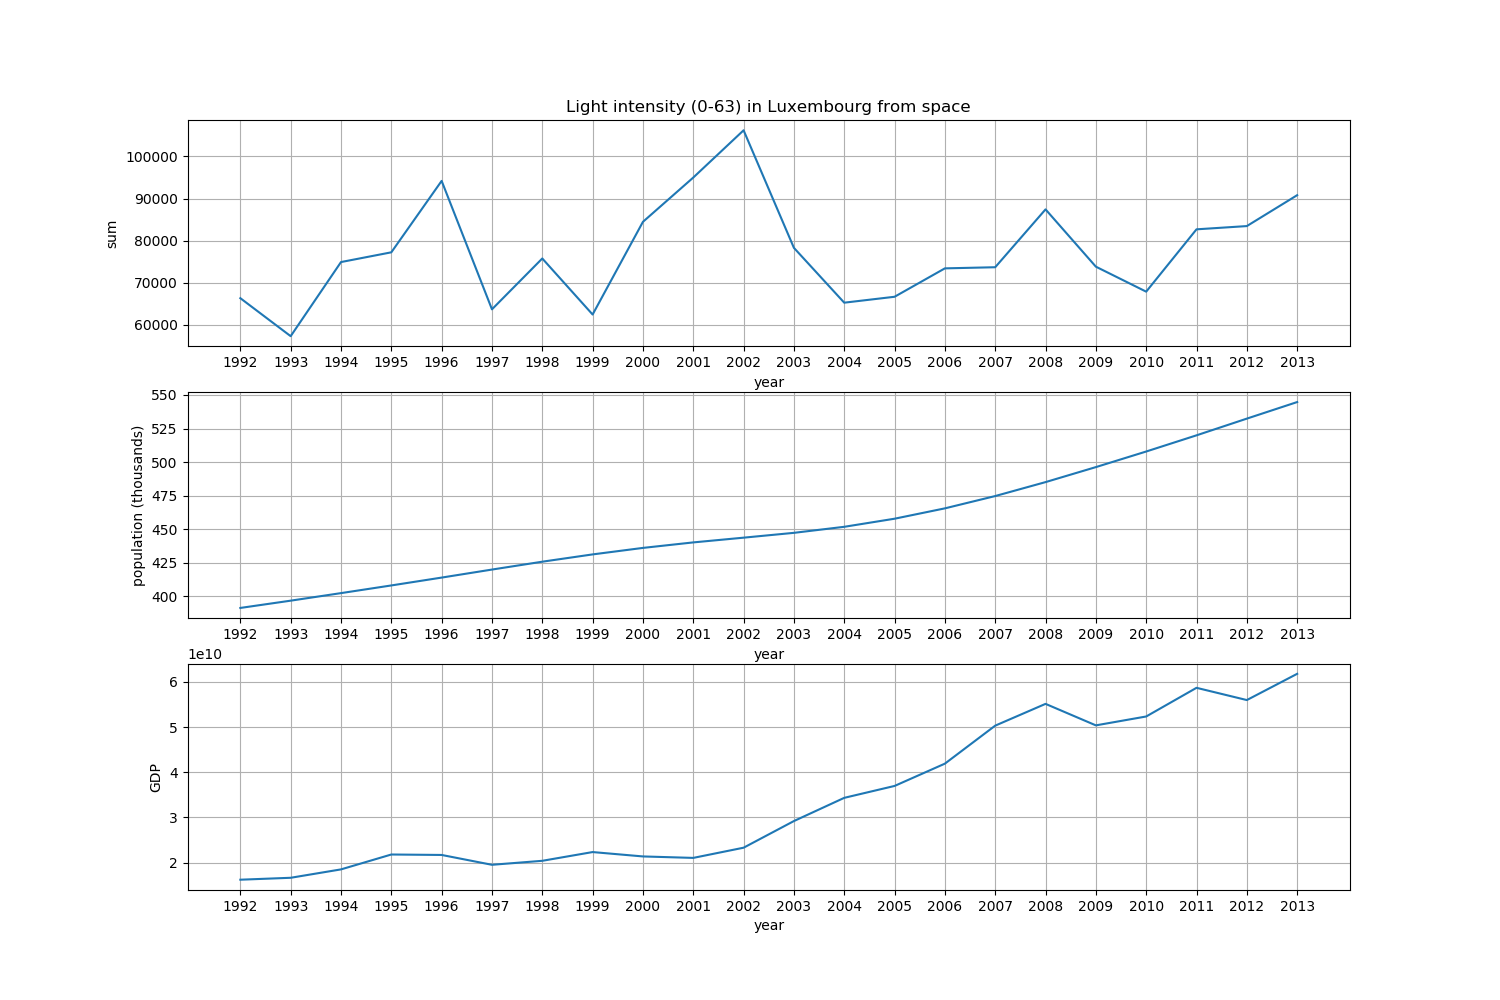 Light intensity (0-63) in Luxembourg from space
100000
90000
80000
70000
60000
sum
1992 1993 1994 1995 1996 1997 1998 1999 2000 2001 2002 2003 2004 2005 2006 2007 2008 2009 2010 2011 2012 2013
year
550
525
500
475
450
425
400
population (thousands)
1992 1993 1994 1995 1996 1997 1998 1999 2000 2001 2002 2003 2004 2005 2006 2007 2008 2009 2010 2011 2012 2013
year
1e10
6
5
4
3
2
GDP
1992 1993 1994 1995 1996 1997 1998 1999 2000 2001 2002 2003 2004 2005 2006 2007 2008 2009 2010 2011 2012 2013
year